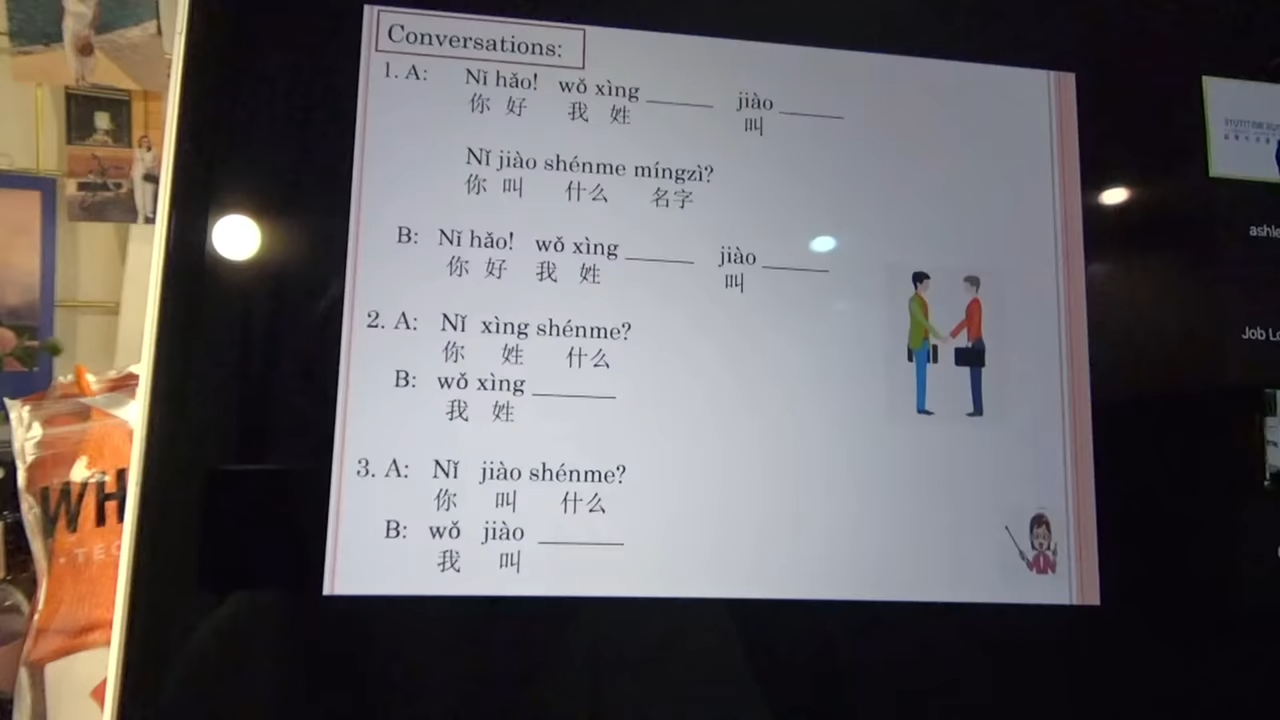 Conversations:
1. A: Nǐ hǎo! wǒ xìng ______ jiào ______
你 好 我 姓 叫
Nǐ jiào shénme míngzì?
你 叫 什么 名字
B: Nǐ hǎo! wǒ xìng ______ jiào ______
你 好 我 姓 叫
2. A: Nǐ xìng shénme?
你 姓 什么
B: wǒ xìng ______
我 姓
3. A: Nǐ jiào shénme?
你 叫 什么
B: wǒ jiào ______
我 叫
WH
Job